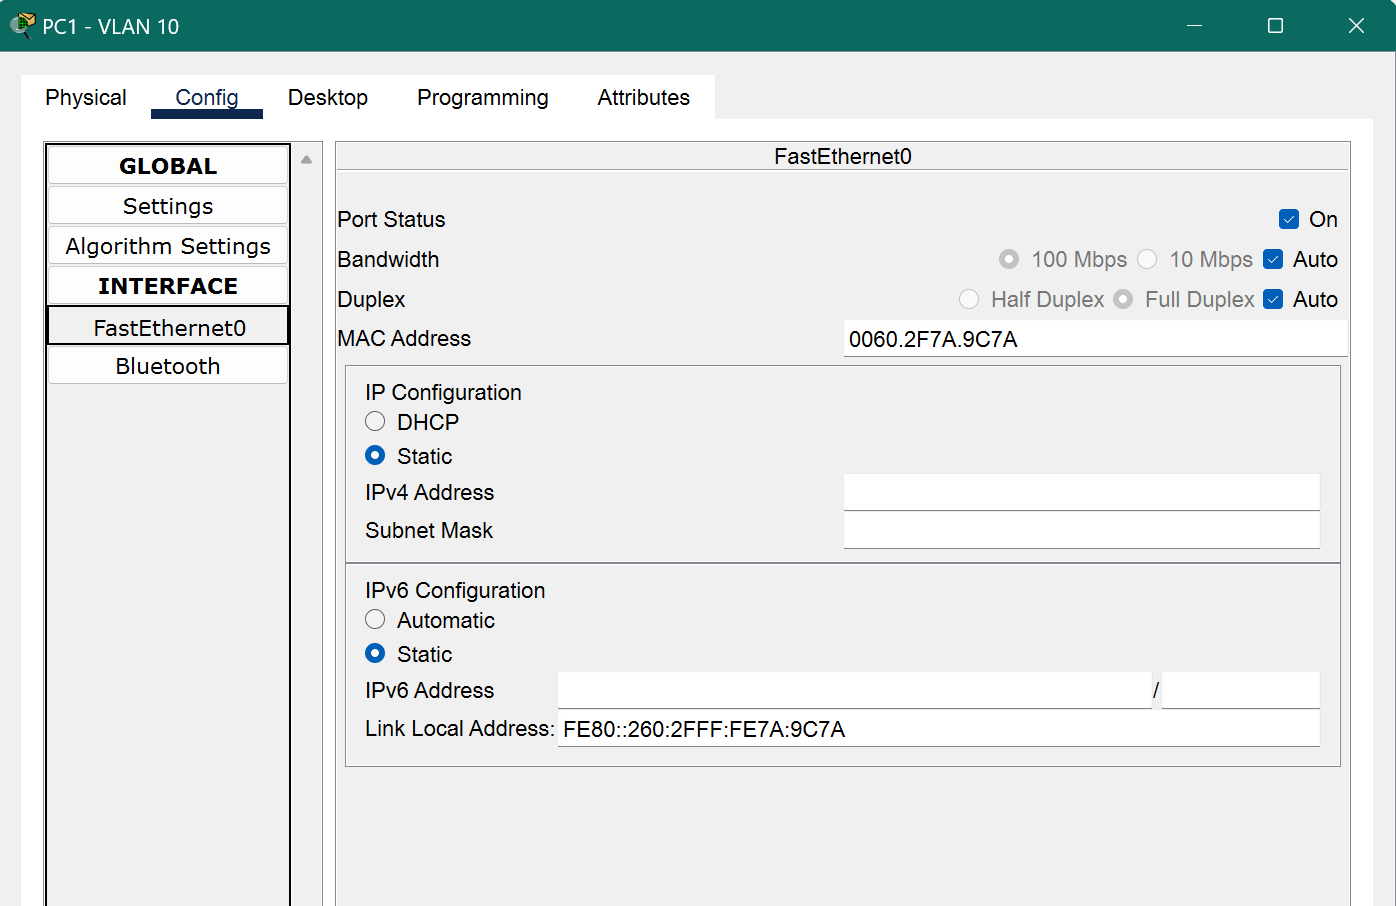 PC1 - VLAN 10
Physical Config Desktop Programming Attributes
GLOBAL
Settings
Algorithm Settings
INTERFACE
FastEthernet0
Bluetooth
FastEthernet0
Port Status On
Bandwidth 100 Mbps 10 Mbps Auto
Duplex Half Duplex Full Duplex Auto
MAC Address 0060.2F7A.9C7A
IP Configuration
DHCP
Static
IPv4 Address
Subnet Mask
IPv6 Configuration
Automatic
Static
IPv6 Address /
Link Local Address: FE80::260:2FFF:FE7A:9C7A